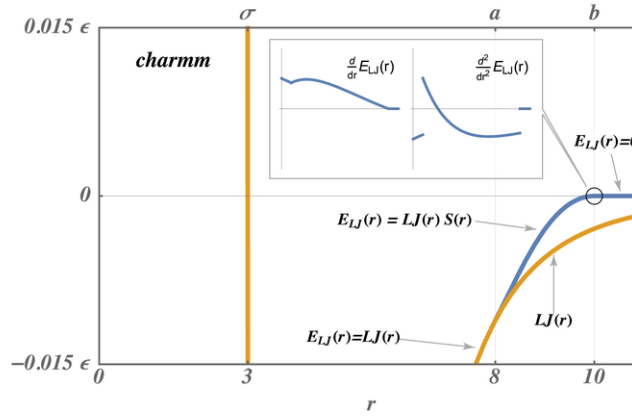 σ a b
0.015 ϵ
charmm
d/dr E_LJ(r)
d²/dr² E_LJ(r)
E_LJ(r)=
0
E_LJ(r) = LJ(r) S(r)
LJ(r)
E_LJ(r)=LJ(r)
−0.015 ϵ
0 3 8 10
r